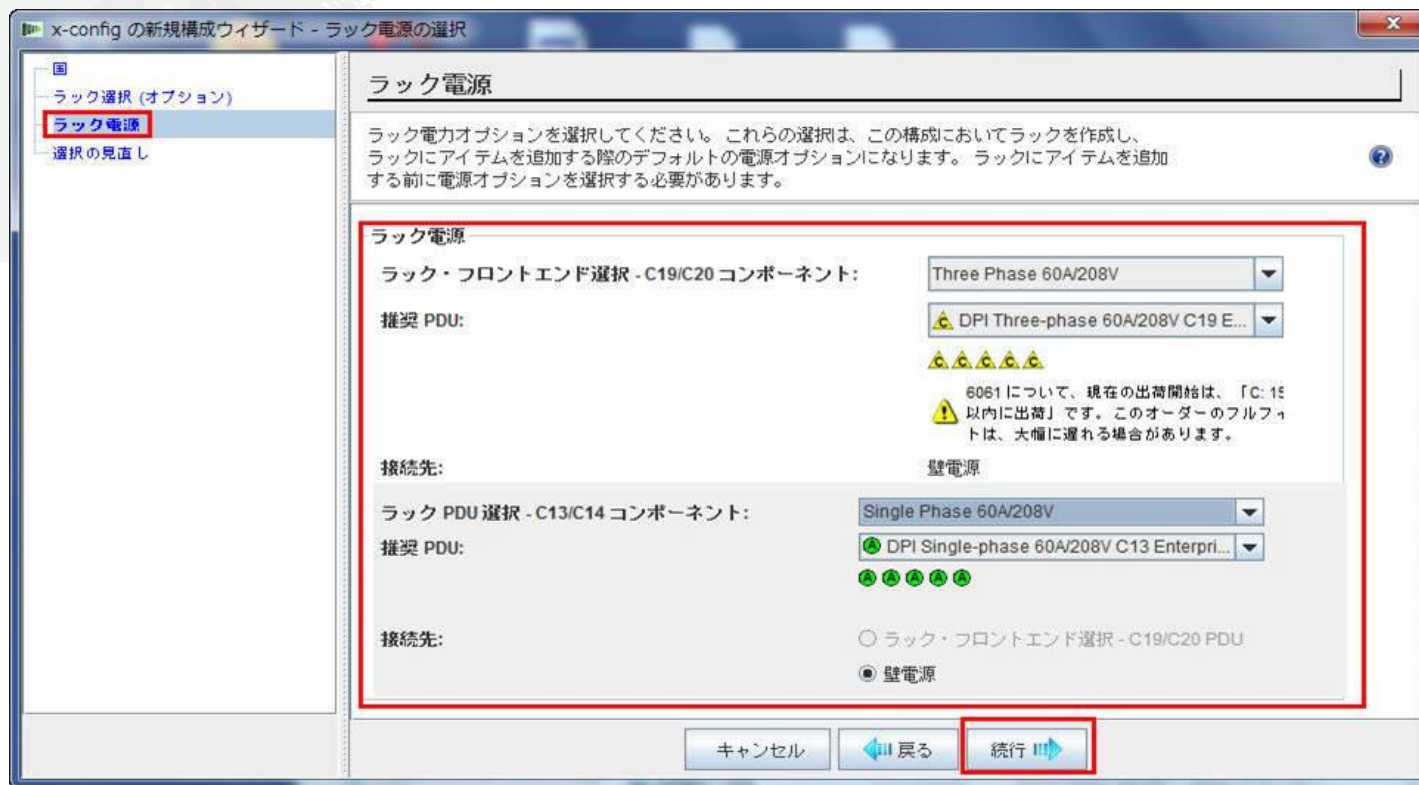 x-config の新規構成ウィザード - ラック電源の選択
国
ラック選択 (オプション)
ラック電源
選択の見直し
ラック電源
ラック電力オプションを選択してください。これらの選択は、この構成においてラックを作成し、
ラックにアイテムを追加する際のデフォルトの電源オプションになります。ラックにアイテムを追加
する前に電源オプションを選択する必要があります。
ラック電源
ラック・フロントエンド選択 - C19/C20 コンポーネント:
Three Phase 60A/208V
推奨 PDU:
C DPI Three-phase 60A/208V C19 E...
C C C C C
6061 について、現在の出荷開始は、「C: 15
以内に出荷」です。このオーダーのフルフィ
トは、大幅に遅れる場合があります。
接続先:
壁電源
ラック PDU 選択 - C13/C14 コンポーネント:
Single Phase 60A/208V
推奨 PDU:
A DPI Single-phase 60A/208V C13 Enterpri...
A A A A A
接続先:
ラック・フロントエンド選択 - C19/C20 PDU
壁電源
キャンセル
戻る
続行